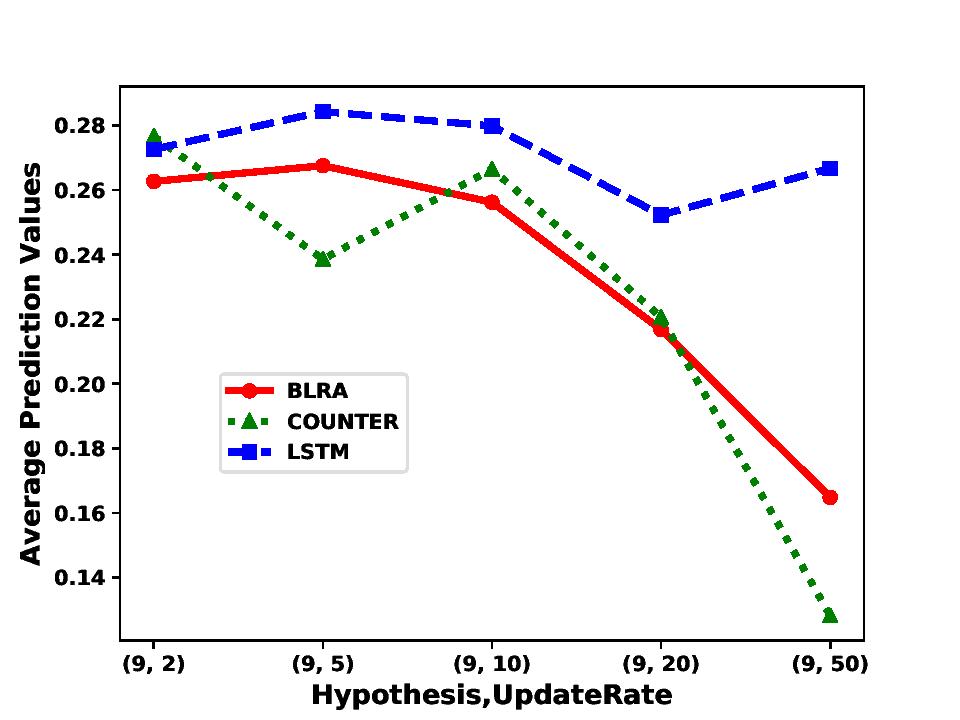 0.28
0.26
0.24
0.22
0.20
0.18
0.16
0.14
Average Prediction Values
BLRA
COUNTER
LSTM
(9, 2) (9, 5) (9, 10) (9, 20) (9, 50)
Hypothesis,UpdateRate